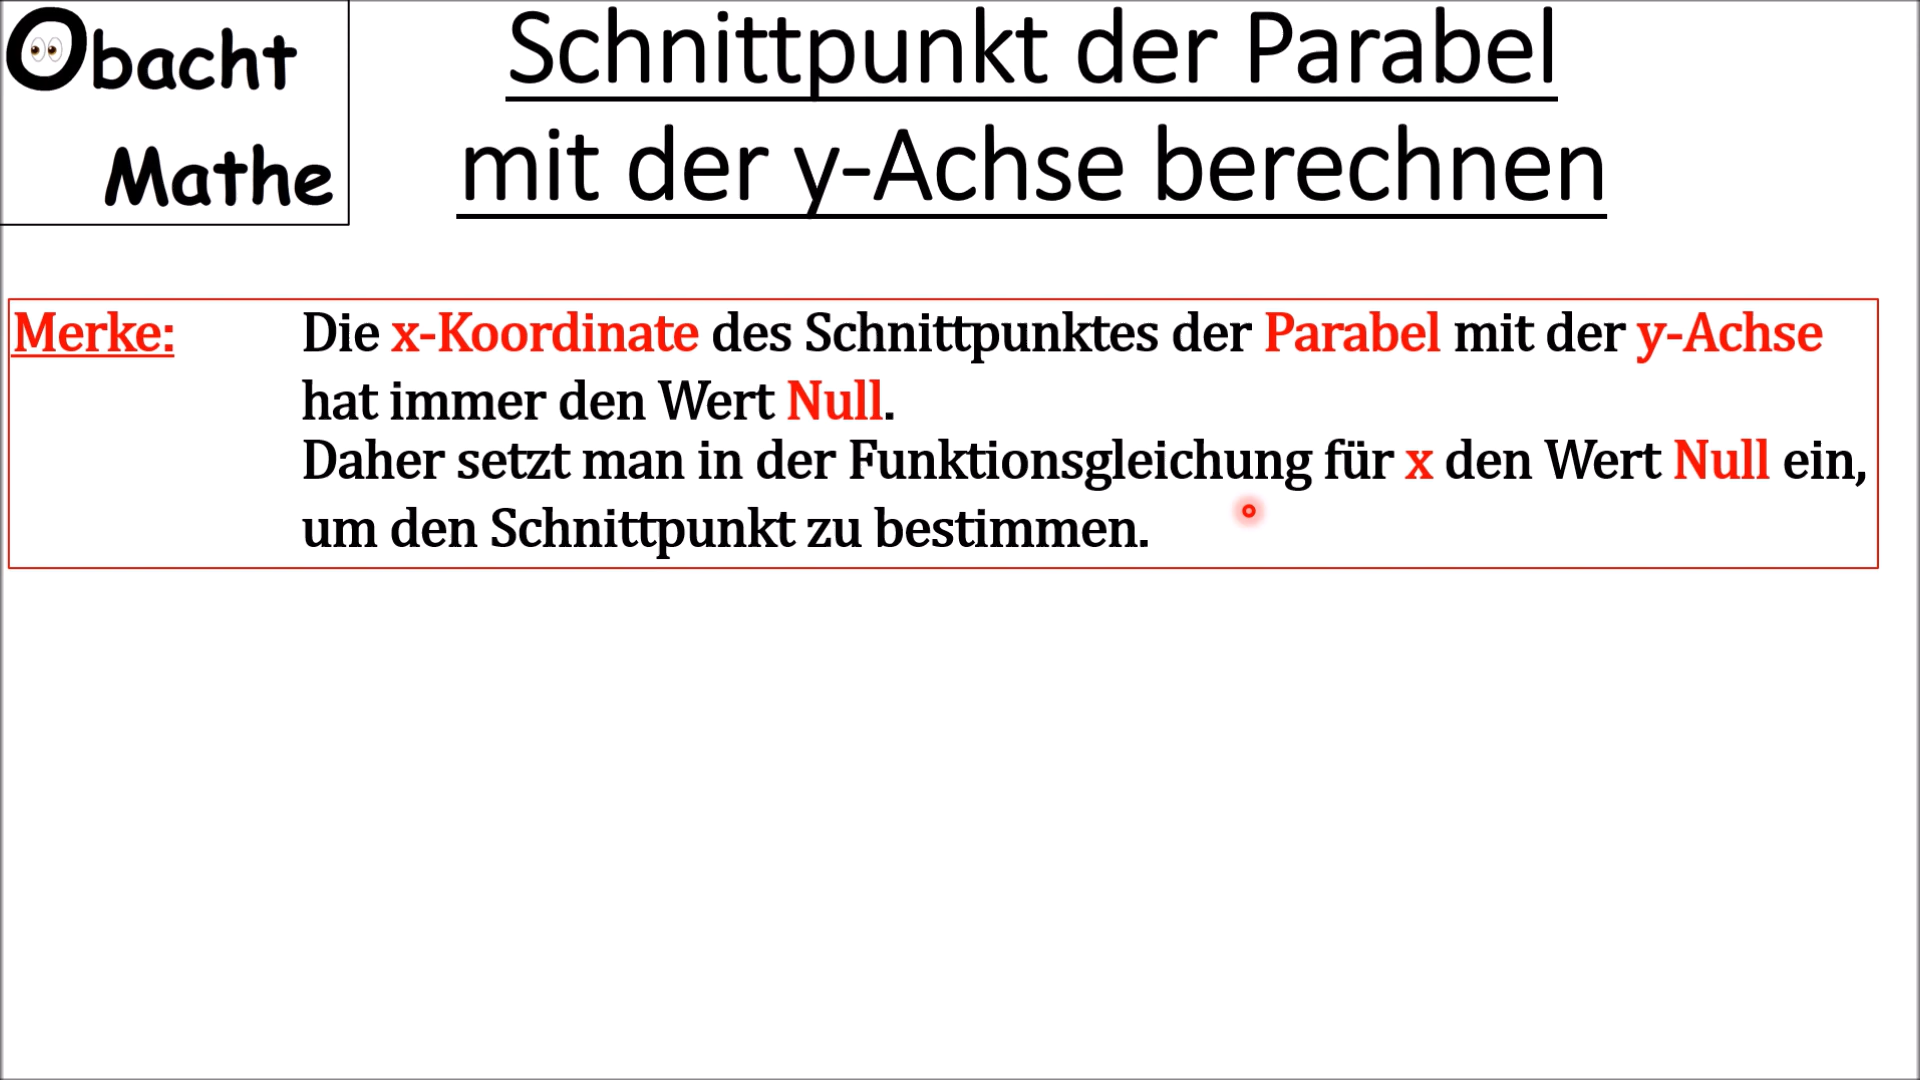 Obacht
Mathe
Schnittpunkt der Parabel
mit der y-Achse berechnen
Merke: Die x-Koordinate des Schnittpunktes der Parabel mit der y-Achse
hat immer den Wert Null.
Daher setzt man in der Funktionsgleichung für x den Wert Null ein,
um den Schnittpunkt zu bestimmen.